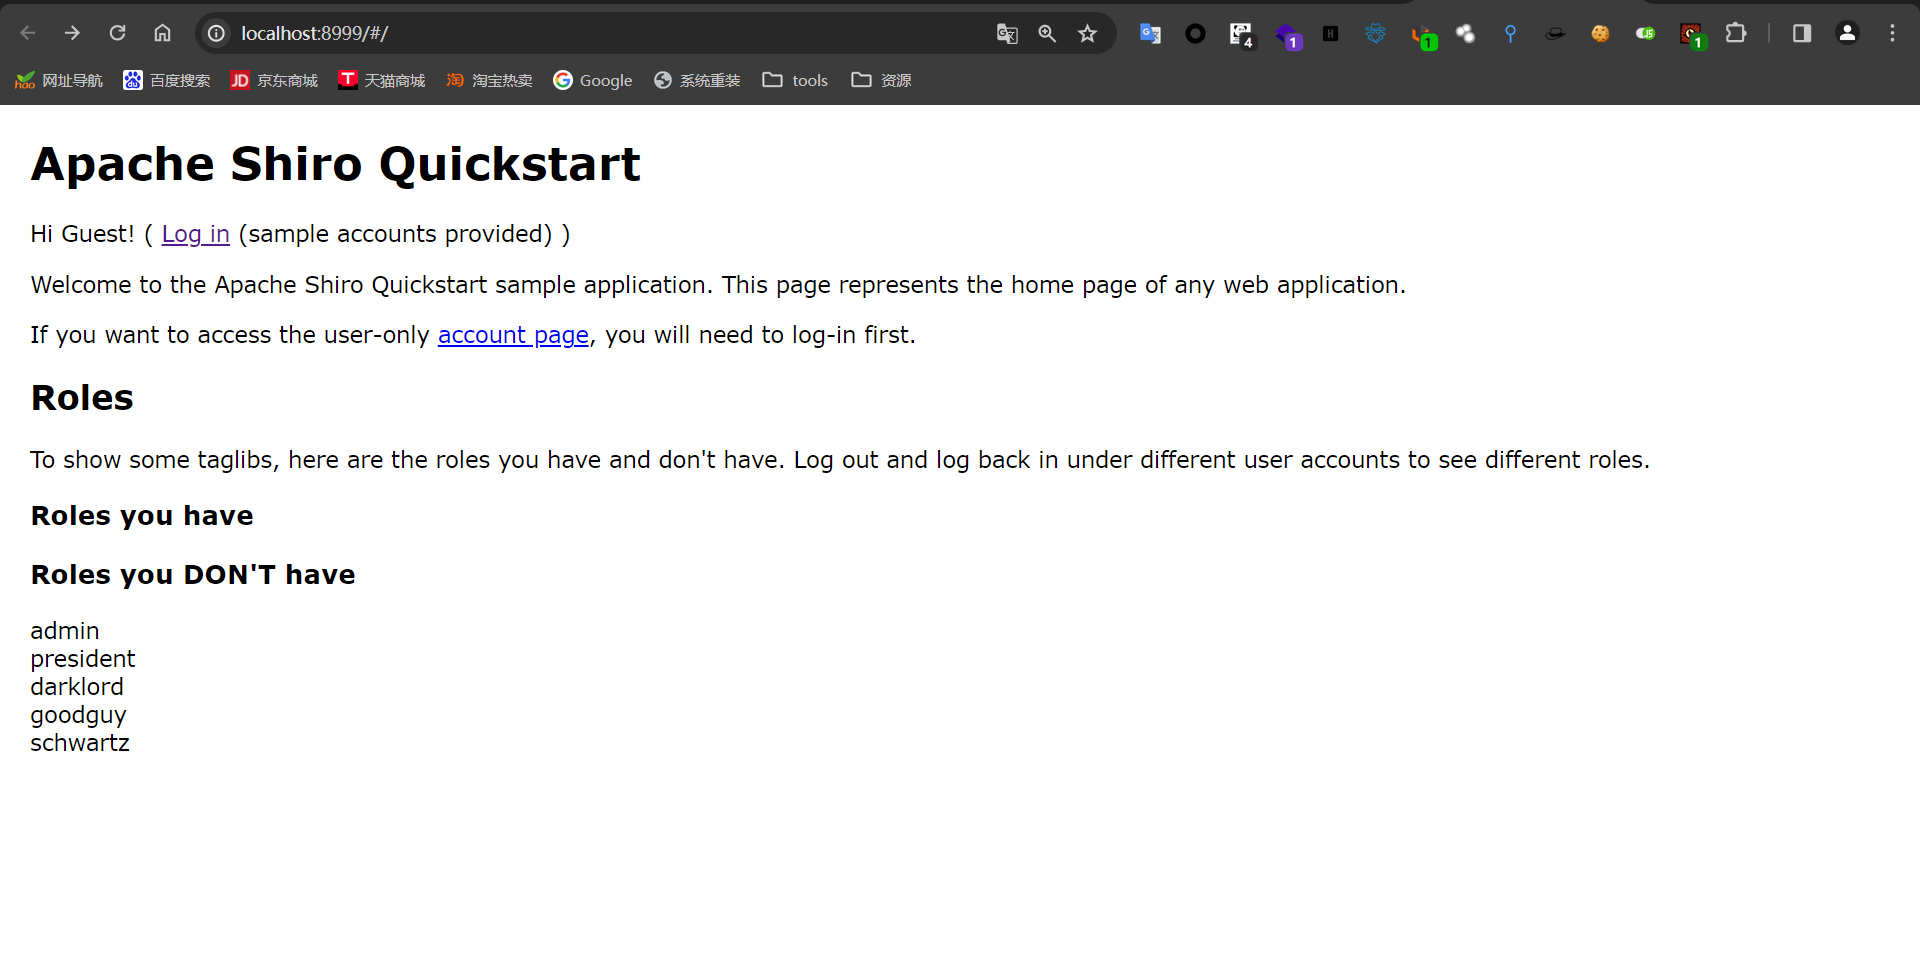 localhost:8999/#/
4 1 1 1
网址导航 百度搜索 JD 京东商城 T 天猫商城 淘 淘宝热卖 Google 系统重装 tools 资源
Apache Shiro Quickstart
Hi Guest! ( Log in (sample accounts provided) )
Welcome to the Apache Shiro Quickstart sample application. This page represents the home page of any web application.
If you want to access the user-only account page, you will need to log-in first.
Roles
To show some taglibs, here are the roles you have and don't have. Log out and log back in under different user accounts to see different roles.
Roles you have
Roles you DON'T have
admin
president
darklord
goodguy
schwartz